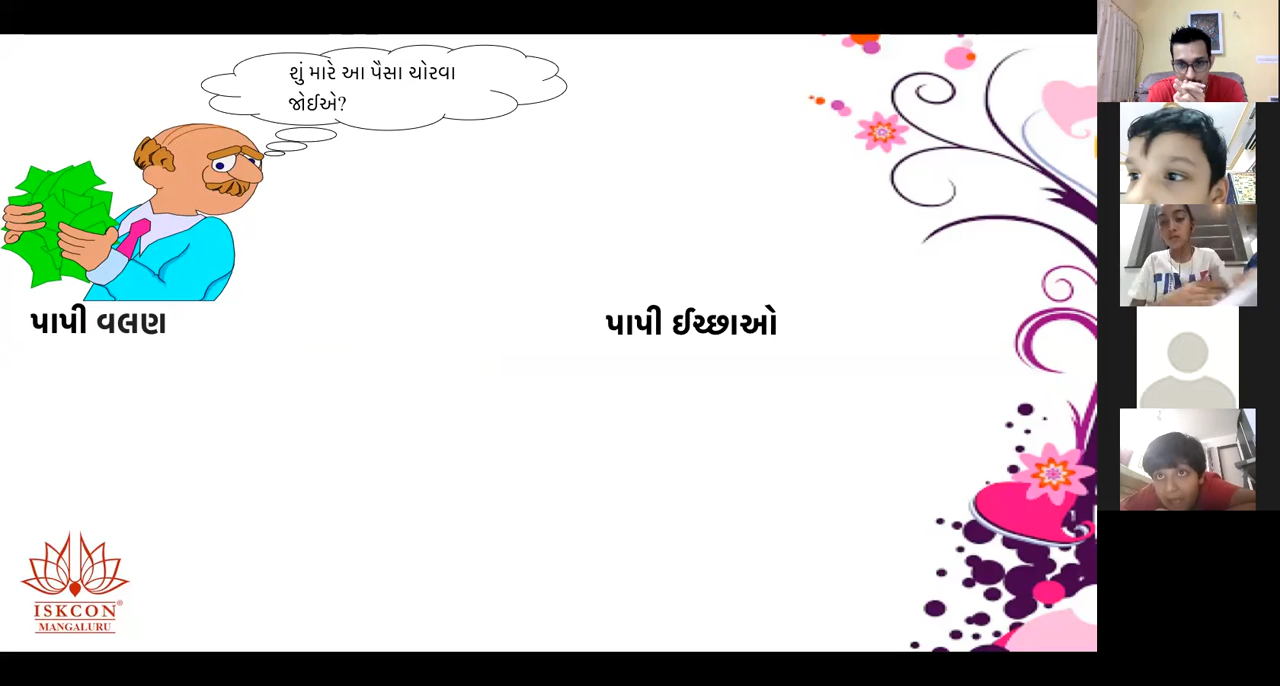 શું મારે આ પૈસા ચોરવા
જોઈએ?
પાપી વલણ
પાપી ઈચ્છાઓ
ISKCON®
MANGALURU